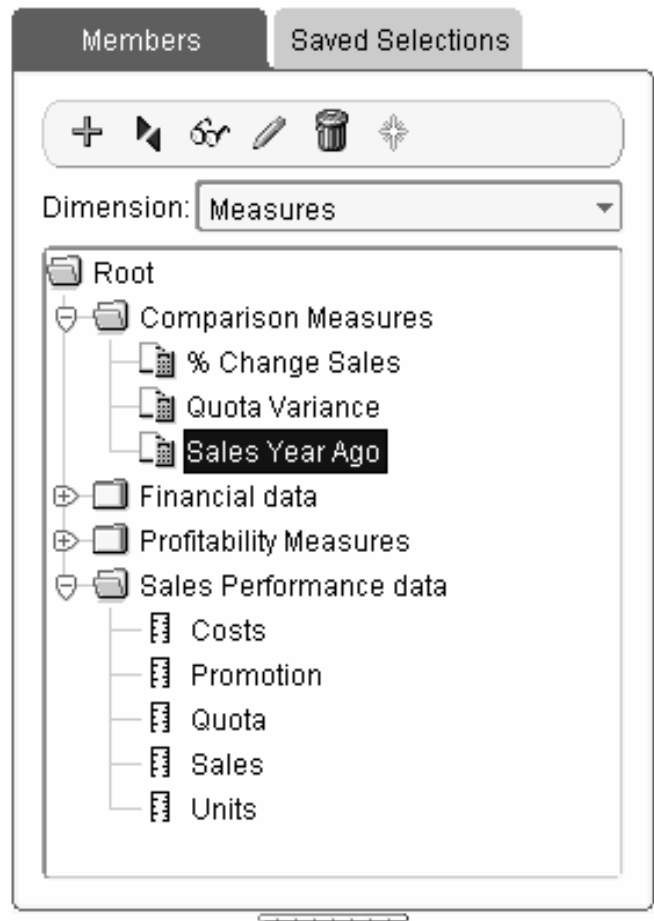 Members
Saved Selections
Dimension: Measures
Root
Comparison Measures
% Change Sales
Quota Variance
Sales Year Ago
Financial data
Profitability Measures
Sales Performance data
Costs
Promotion
Quota
Sales
Units